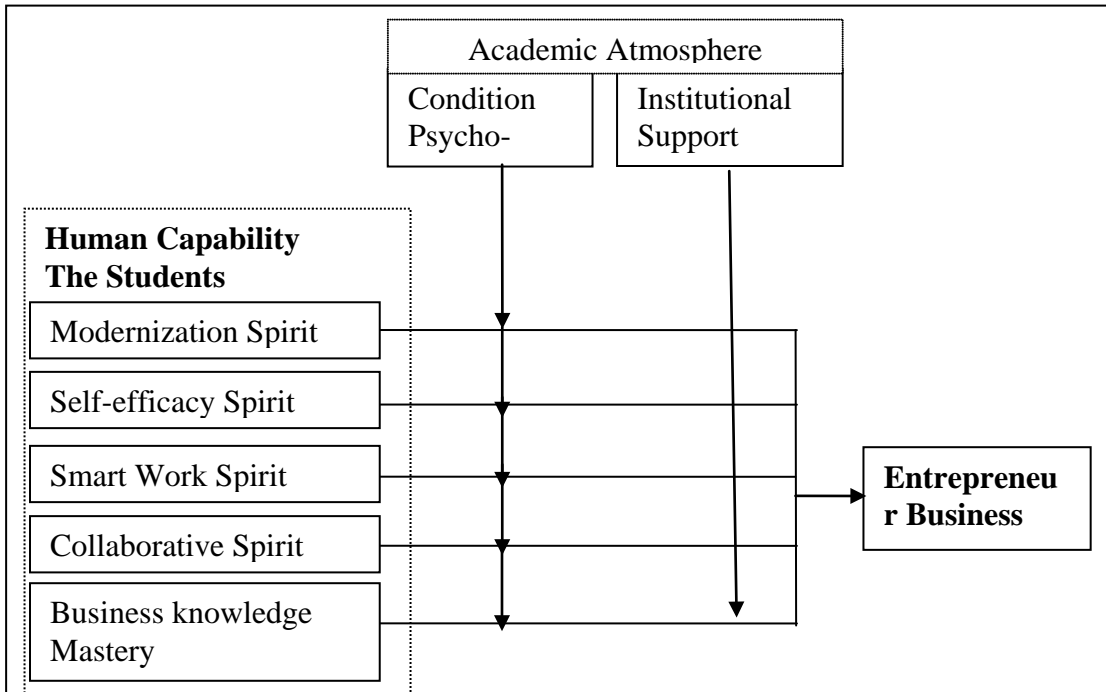 Academic Atmosphere
Condition
Psycho-
Institutional
Support
Human Capability
The Students
Modernization Spirit
Self-efficacy Spirit
Smart Work Spirit
Collaborative Spirit
Business knowledge
Mastery
Entrepreneu
r Business